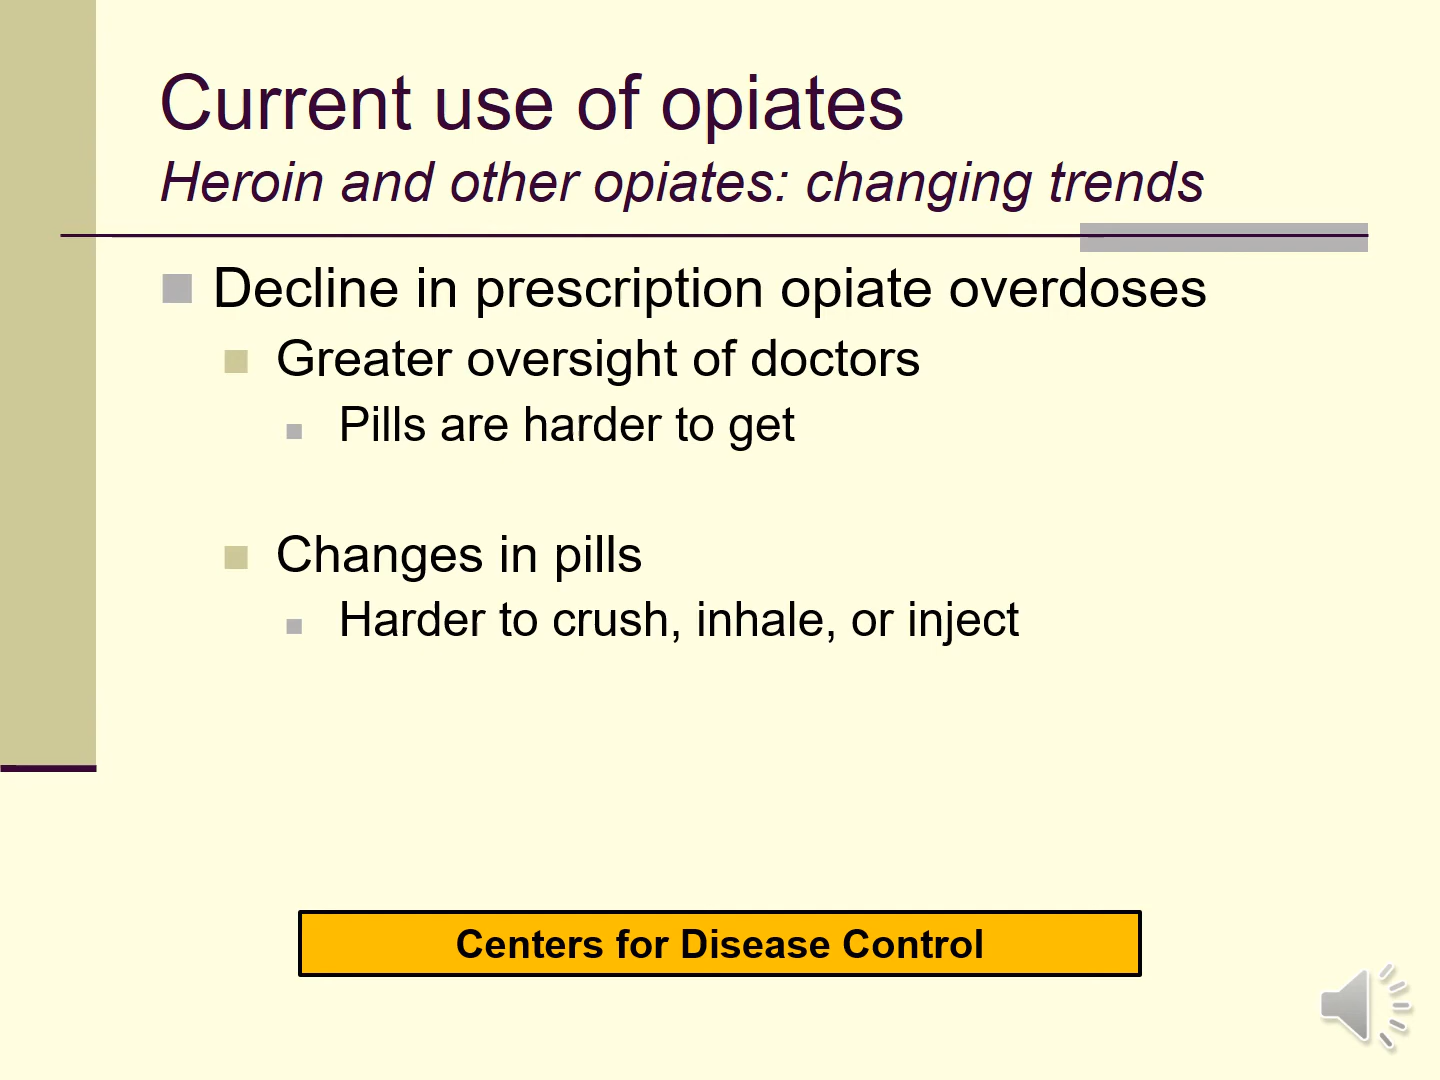 Current use of opiates
Heroin and other opiates: changing trends
Decline in prescription opiate overdoses
Greater oversight of doctors
Pills are harder to get
Changes in pills
Harder to crush, inhale, or inject
Centers for Disease Control